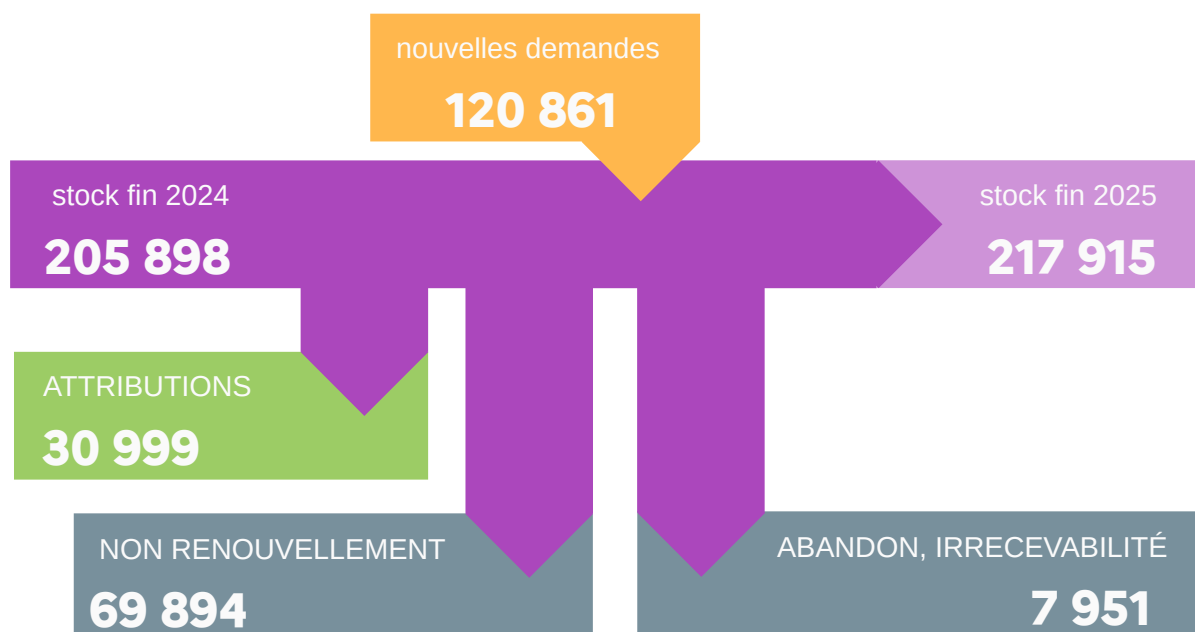 nouvelles demandes
120 861
stock fin 2024
205 898
stock fin 2025
217 915
ATTRIBUTIONS
30 999
NON RENOUVELLEMENT
69 894
ABANDON, IRRECEVABILITÉ
7 951